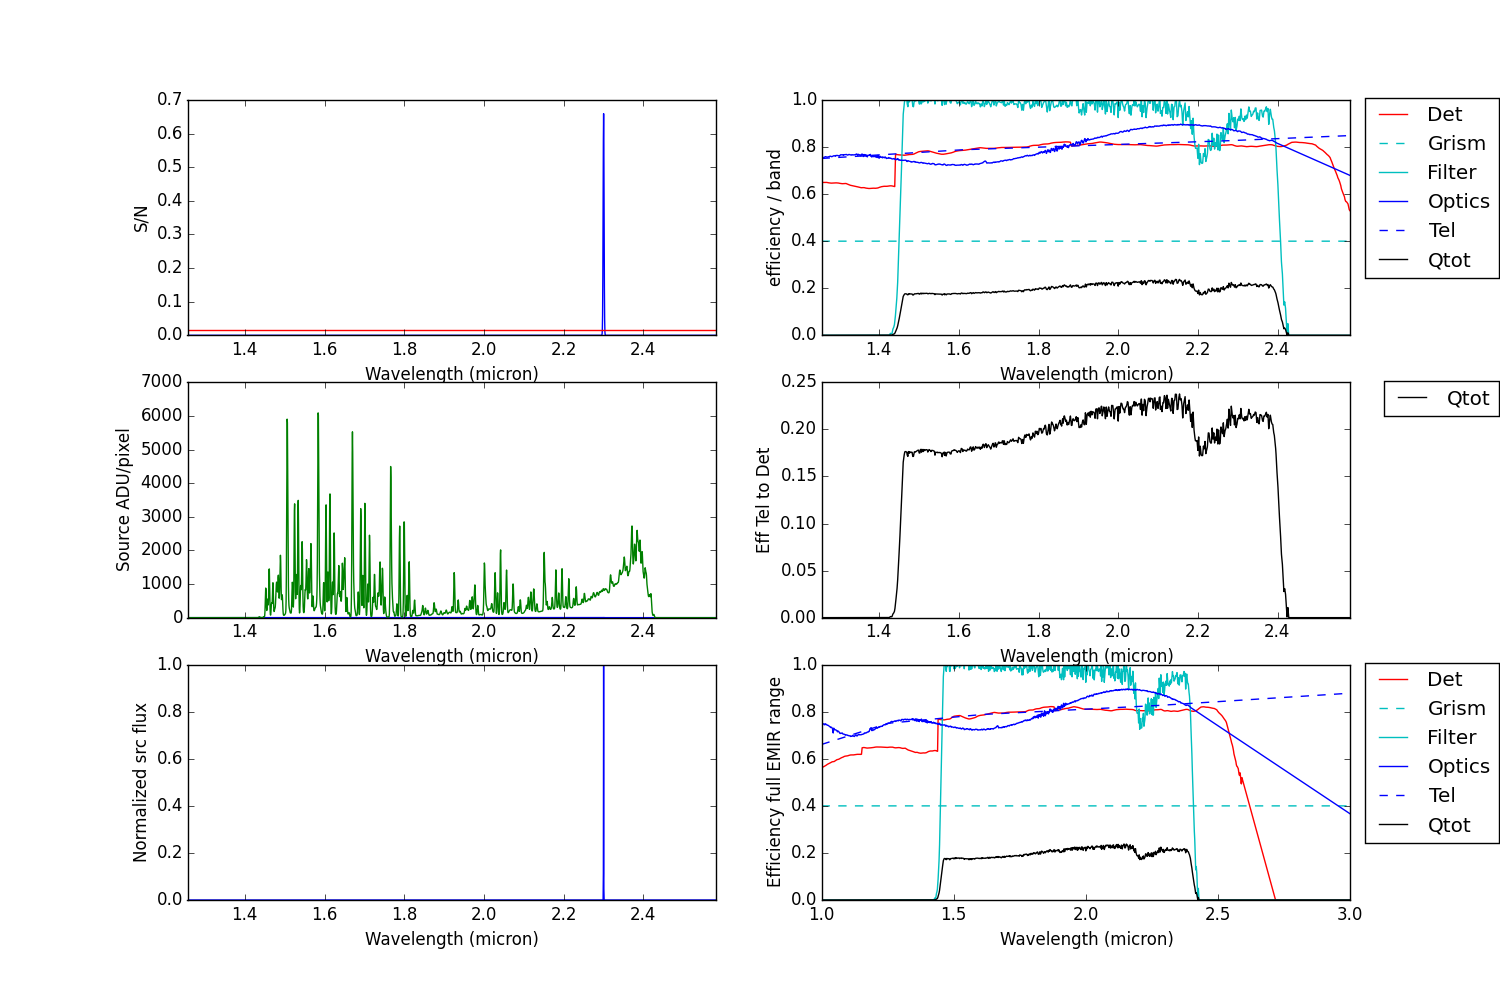 S/N
0.7
0.6
0.5
0.4
0.3
0.2
0.1
0.0
1.4 1.6 1.8 2.0 2.2 2.4
Wavelength (micron)
efficiency / band
1.0
0.8
0.6
0.4
0.2
0.0
1.4 1.6 1.8 2.0 2.2 2.4
Wavelength (micron)
Det
Grism
Filter
Optics
Tel
Qtot
Source ADU/pixel
7000
6000
5000
4000
3000
2000
1000
0
1.4 1.6 1.8 2.0 2.2 2.4
Wavelength (micron)
Eff Tel to Det
0.25
0.20
0.15
0.10
0.05
0.00
1.4 1.6 1.8 2.0 2.2 2.4
Wavelength (micron)
Qtot
Normalized src flux
1.0
0.8
0.6
0.4
0.2
0.0
1.4 1.6 1.8 2.0 2.2 2.4
Wavelength (micron)
Efficiency full EMIR range
1.0
0.8
0.6
0.4
0.2
0.0
1.0 1.5 2.0 2.5 3.0
Wavelength (micron)
Det
Grism
Filter
Optics
Tel
Qtot